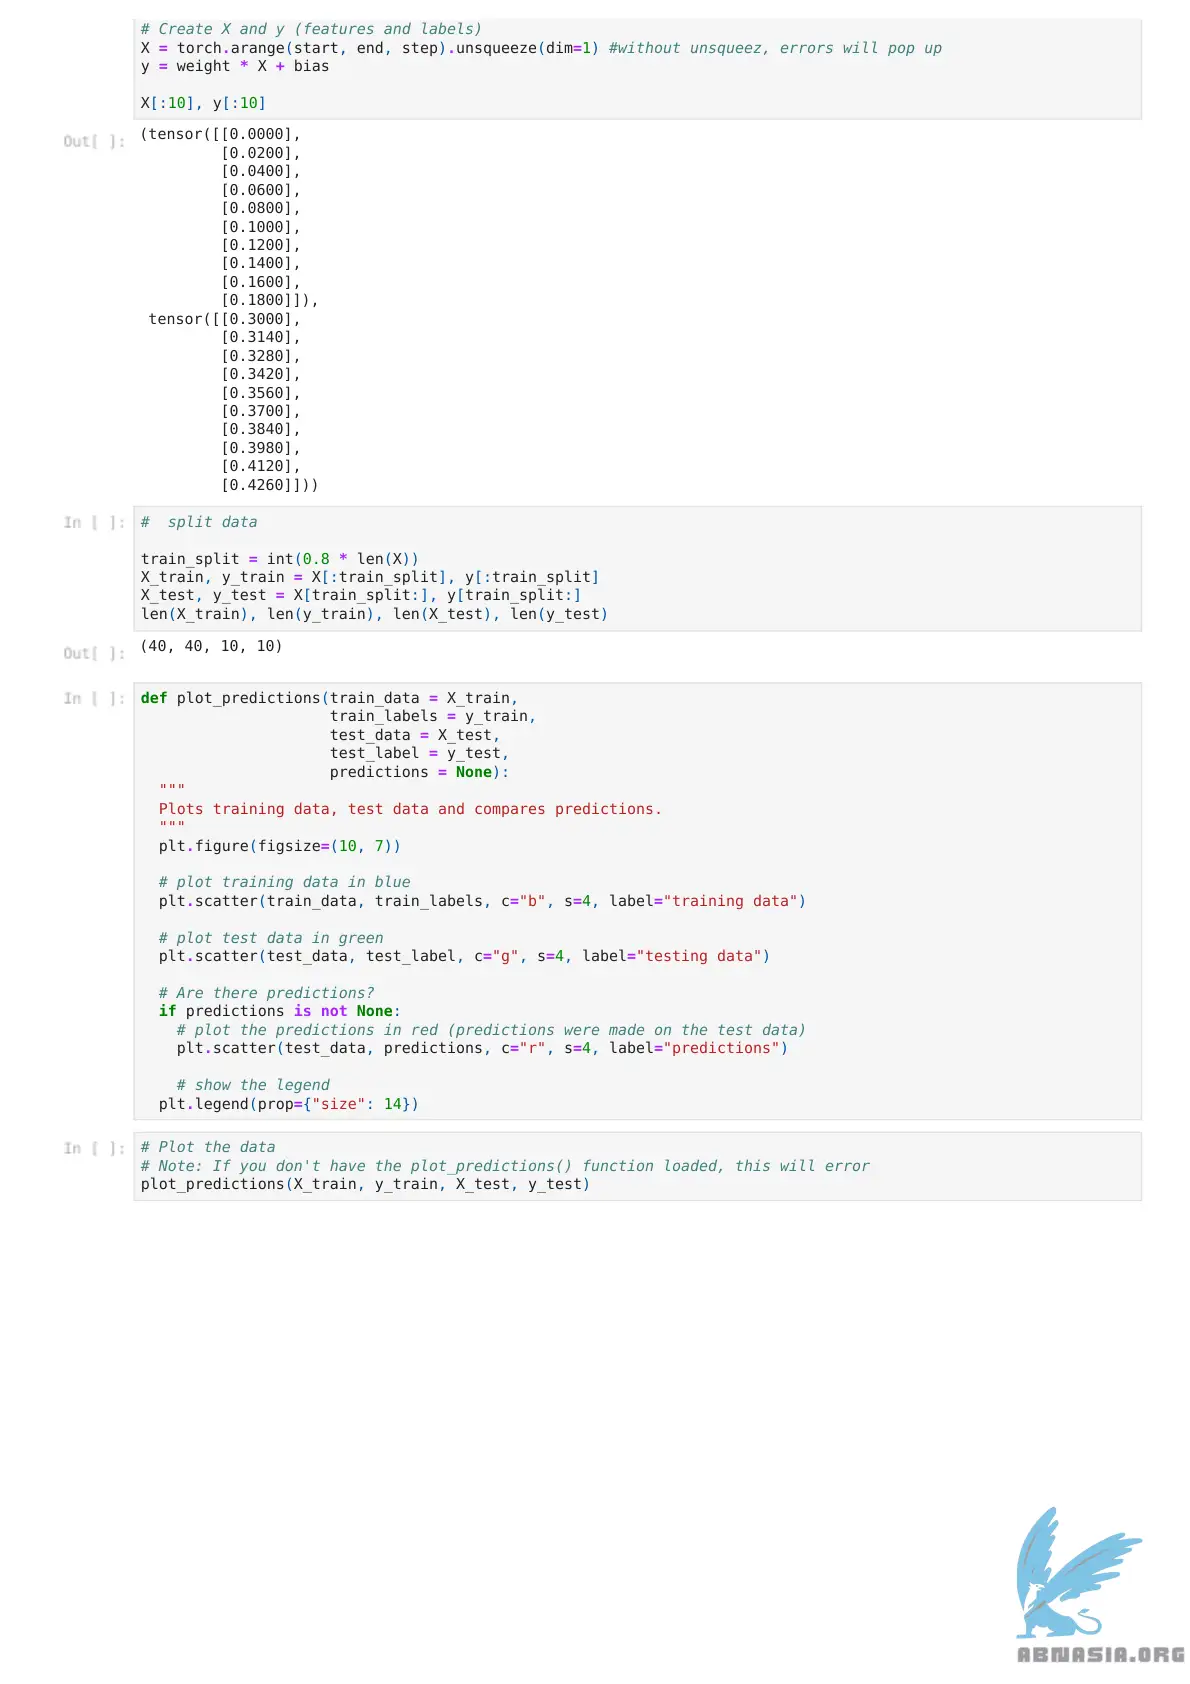 # Create X and y (features and labels)
X = torch.arange(start, end, step).unsqueeze(dim=1) #without unsqueez, errors will pop up
y = weight * X + bias
X[:10], y[:10]
Out[ ]: (tensor([[0.0000],
[0.0200],
[0.0400],
[0.0600],
[0.0800],
[0.1000],
[0.1200],
[0.1400],
[0.1600],
[0.1800]]),
tensor([[0.3000],
[0.3140],
[0.3280],
[0.3420],
[0.3560],
[0.3700],
[0.3840],
[0.3980],
[0.4120],
[0.4260]]))
In [ ]: #  split data
train_split = int(0.8 * len(X))
X_train, y_train = X[:train_split], y[:train_split]
X_test, y_test = X[train_split:], y[train_split:]
len(X_train), len(y_train), len(X_test), len(y_test)
Out[ ]: (40, 40, 10, 10)
In [ ]: def plot_predictions(train_data = X_train,
train_labels = y_train,
test_data = X_test,
test_label = y_test,
predictions = None):
"""
Plots training data, test data and compares predictions.
"""
plt.figure(figsize=(10, 7))
# plot training data in blue
plt.scatter(train_data, train_labels, c="b", s=4, label="training data")
# plot test data in green
plt.scatter(test_data, test_label, c="g", s=4, label="testing data")
# Are there predictions?
if predictions is not None:
# plot the predictions in red (predictions were made on the test data)
plt.scatter(test_data, predictions, c="r", s=4, label="predictions")
# show the legend
plt.legend(prop={"size": 14})
In [ ]: # Plot the data
# Note: If you don't have the plot_predictions() function loaded, this will error
plot_predictions(X_train, y_train, X_test, y_test)
ABNASIA.ORG